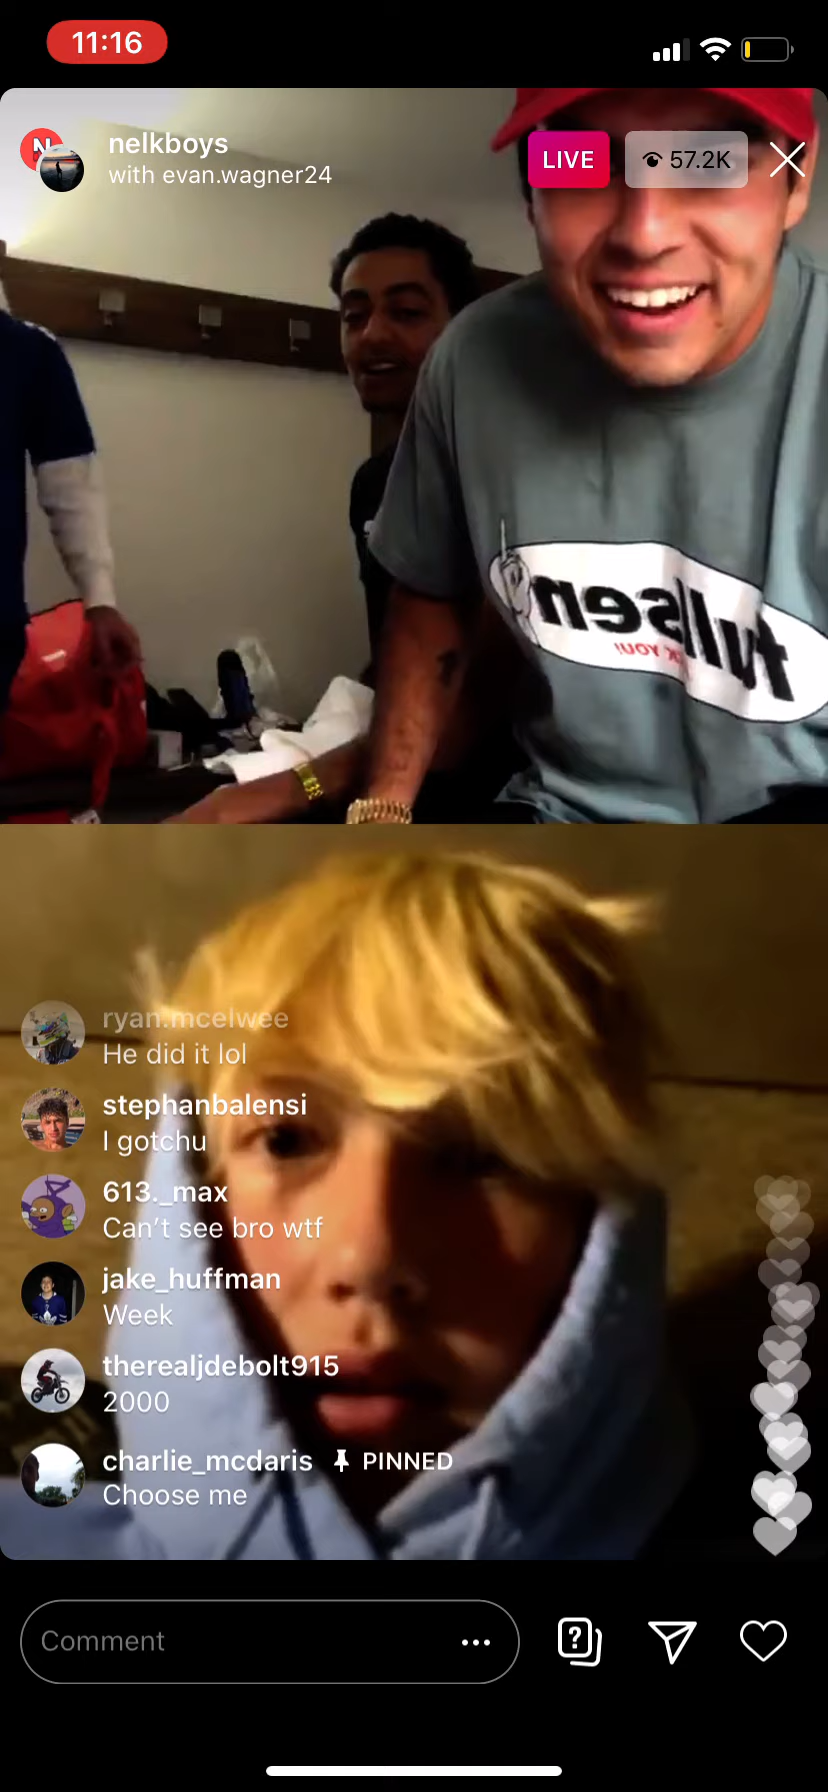 11:16
N
nelkboys
with evan.wagner24
LIVE
57.2K
fullsen
YOU!
ryan.mcelwee
He did it lol
stephanbalensi
I gotchu
613._max
Can't see bro wtf
jake_huffman
Week
therealjdebolt915
2000
charlie_mcdaris PINNED
Choose me
Comment